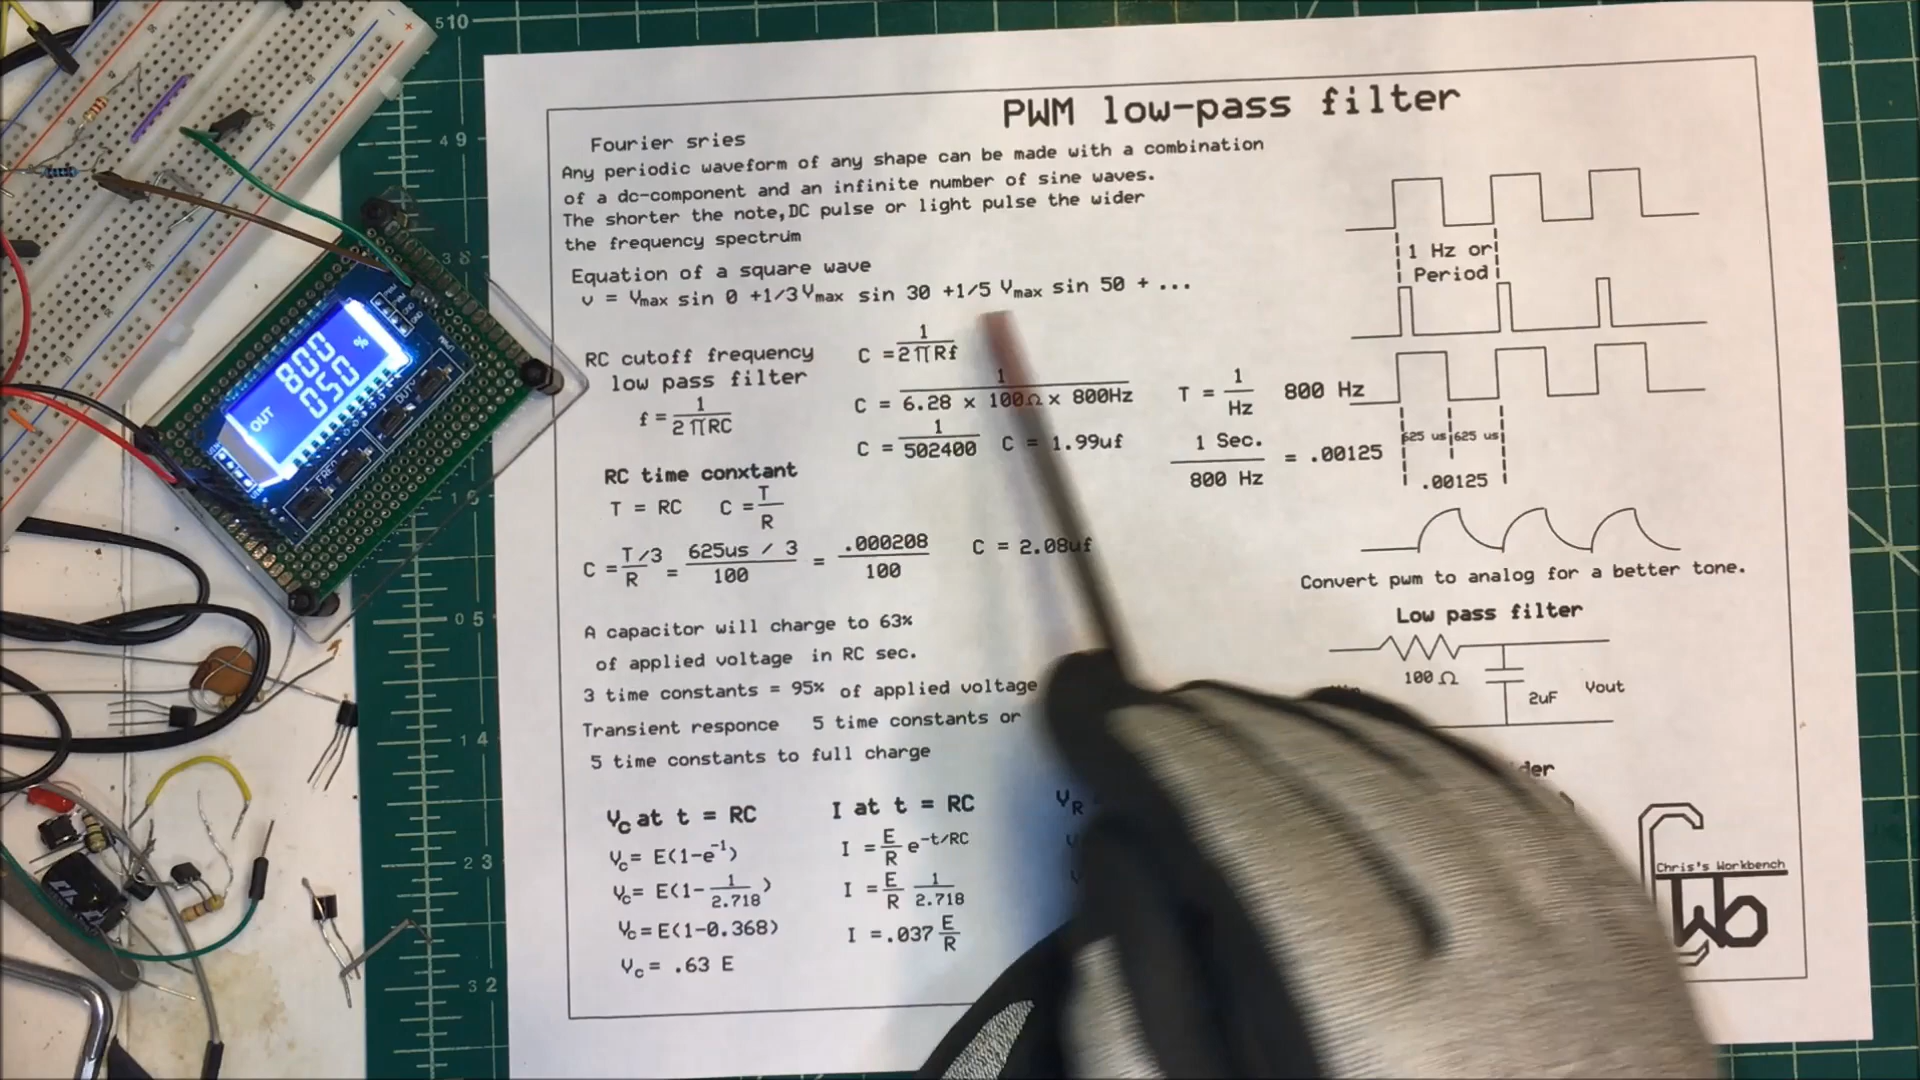 PWM low-pass filter
Fourier sries
Any periodic waveform of any shape can be made with a combination
of a dc-component and an infinite number of sine waves.
The shorter the note,DC pulse or light pulse the wider
the frequency spectrum
Equation of a square wave
v = Vmax sin 0 +1/3 Vmax sin 30 +1/5 Vmax sin 50 + ...
RC cutoff frequency
low pass filter
f = 1 / 2πRC
C = 1 / 2πRf
C = 1 / 6.28 × 100Ω × 800Hz
C = 1 / 502400 C = 1.99uf
T = 1 / Hz 800 Hz
1 Sec. / 800 Hz = .00125
RC time conxtant
T = RC C = T / R
C = T/3 / R = 625us / 3 / 100 = .000208 / 100 C = 2.08uf
A capacitor will charge to 63%
of applied voltage in RC sec.
3 time constants = 95% of applied voltage
Transient responce 5 time constants or
5 time constants to full charge
Vc at t = RC
Vc = E(1-e⁻¹)
Vc = E(1- 1 / 2.718 )
Vc = E(1-0.368)
Vc = .63 E
I at t = RC
I = E / R e⁻ᵗ/RC
I = E / R 1 / 2.718
I = .037 E / R
VR
1 Hz or
Period
625 us 625 us
.00125
Convert pwm to analog for a better tone.
Low pass filter
100 Ω
2uF
Vout
Chris's Workbench
Wb
OUT
800
050 %
FREQ
DUTY